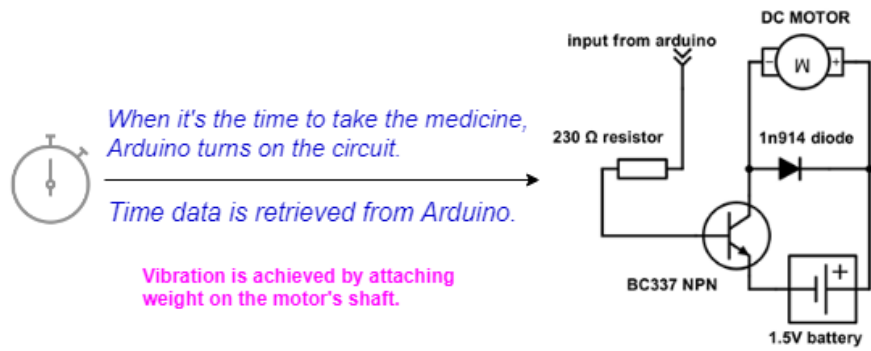 DC MOTOR
input from arduino
- M +
When it's the time to take the medicine,
Arduino turns on the circuit.
230 Ω resistor
1n914 diode
Time data is retrieved from Arduino.
Vibration is achieved by attaching
weight on the motor's shaft.
BC337 NPN
+
1.5V battery